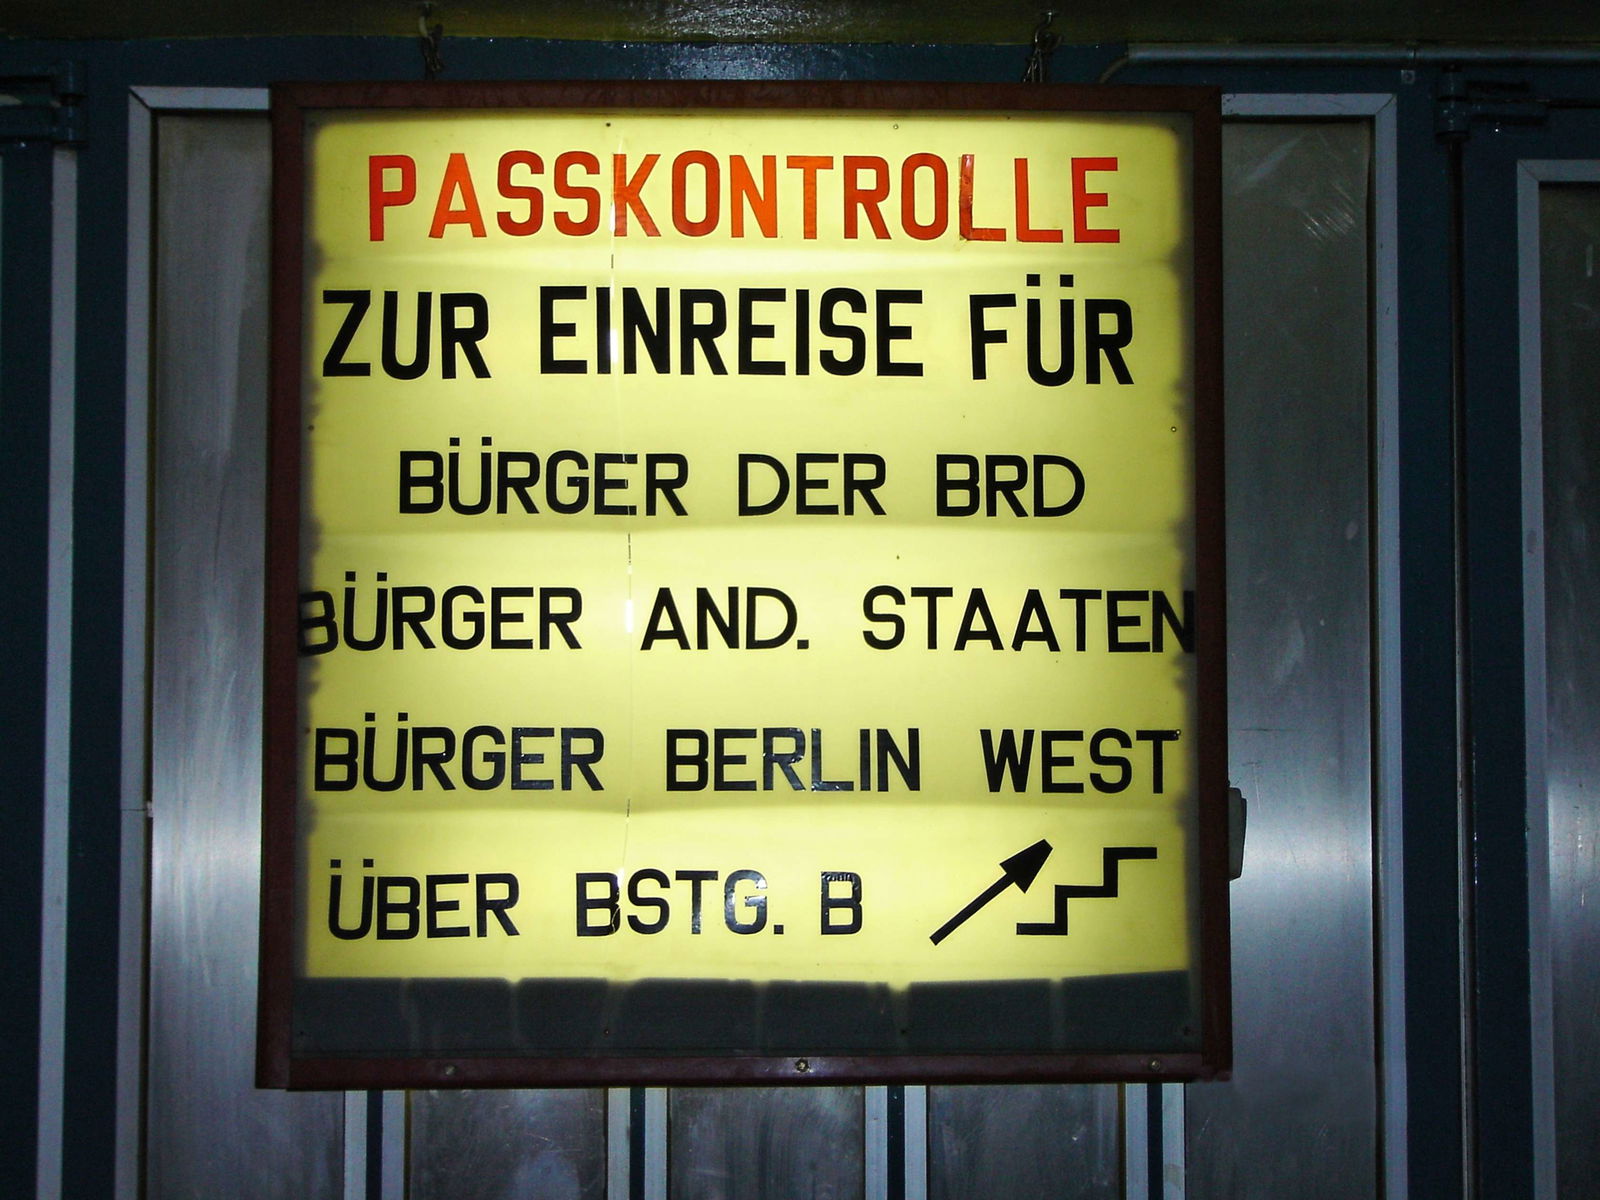 PASSKONTROLLE
ZUR EINREISE FÜR
BÜRGER DER BRD
BÜRGER AND. STAATEN
BÜRGER BERLIN WEST
ÜBER BSTG. B